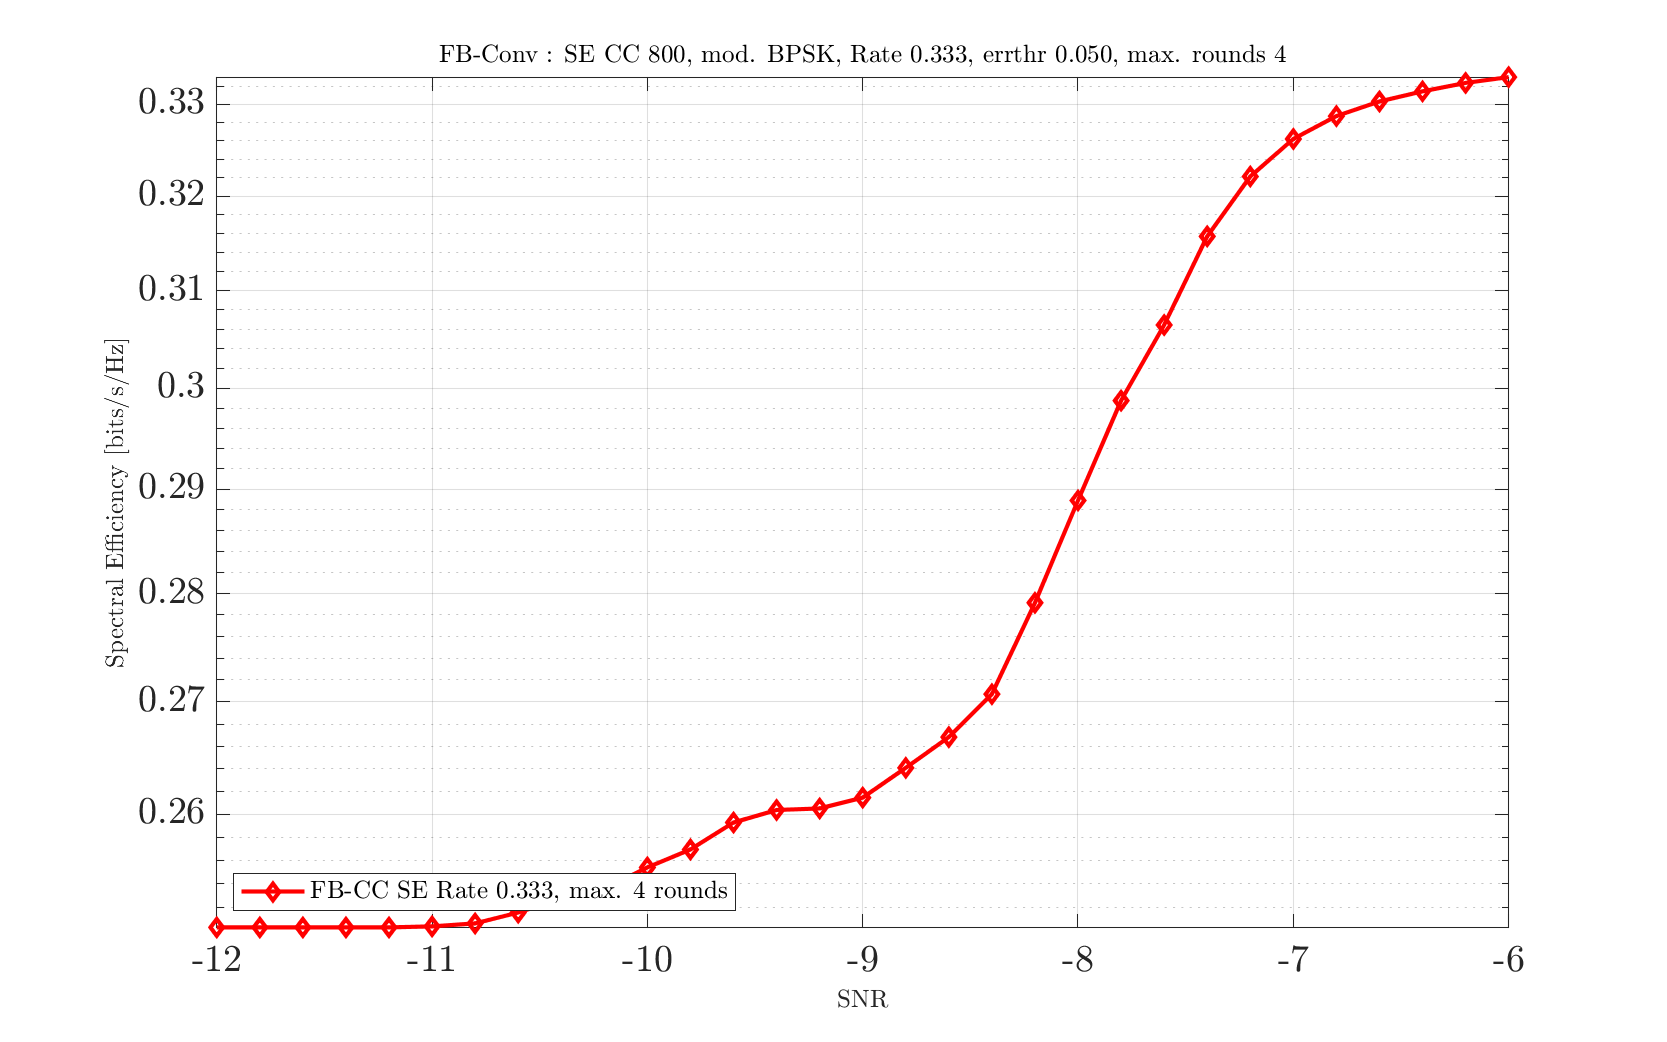 FB-Conv : SE CC 800, mod. BPSK, Rate 0.333, errthr 0.050, max. rounds 4
0.33
0.32
0.31
0.3
0.29
0.28
0.27
0.26
Spectral Efficiency [bits/s/Hz]
FB-CC SE Rate 0.333, max. 4 rounds
-12 -11 -10 -9 -8 -7 -6
SNR